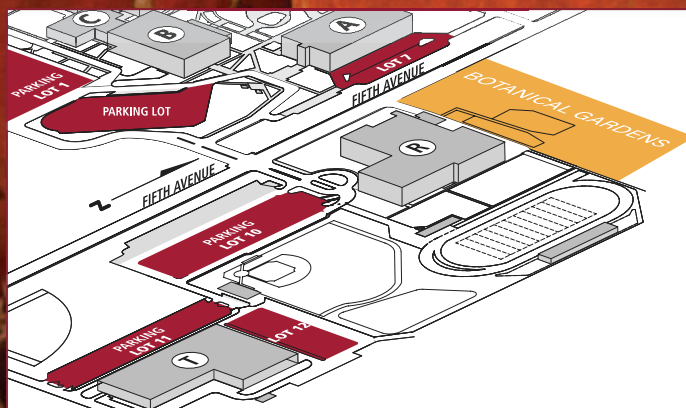 C
B
A
PARKING
LOT 1
PARKING LOT
LOT 7
FIFTH AVENUE
BOTANICAL GARDENS
R
N
FIFTH AVENUE
PARKING
LOT 10
PARKING
LOT 11
LOT 12
T